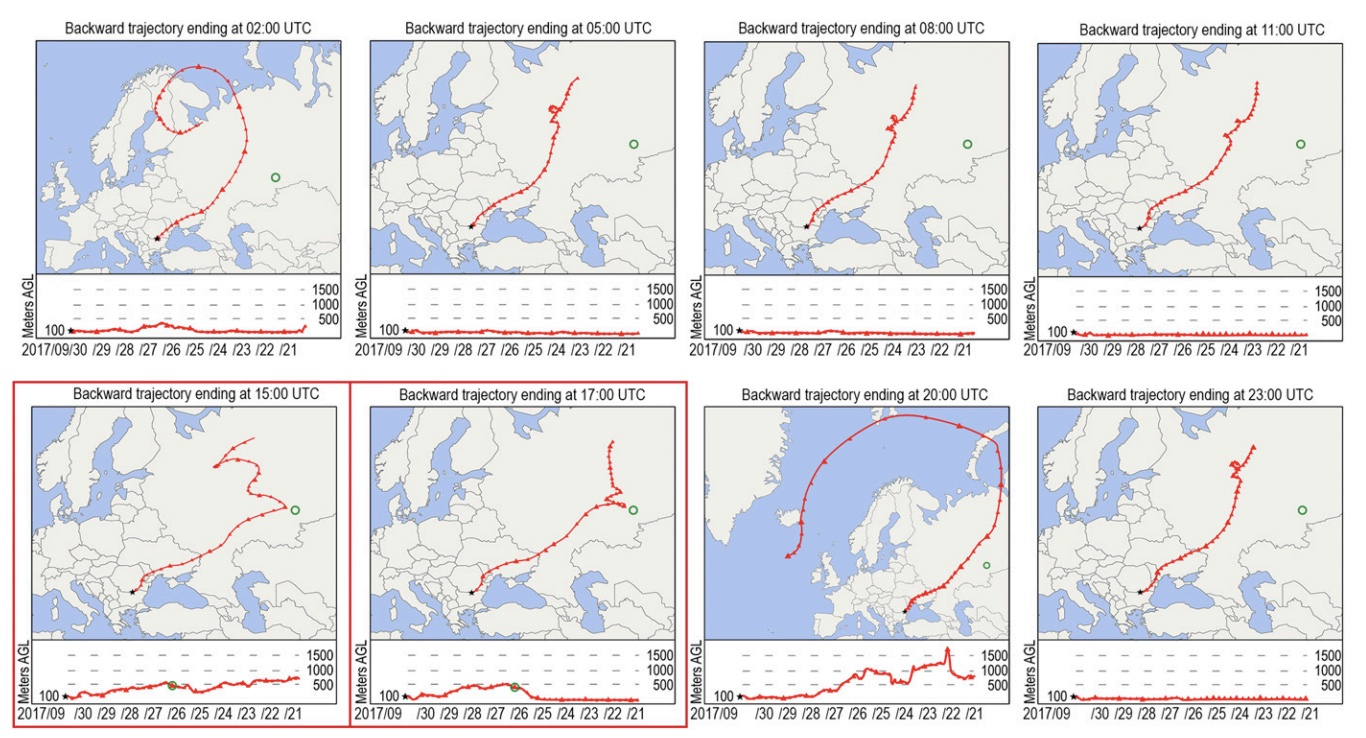 Backward trajectory ending at 02:00 UTC
Backward trajectory ending at 05:00 UTC
Backward trajectory ending at 08:00 UTC
Backward trajectory ending at 11:00 UTC
Meters AGL
1500
1000
500
100
2017/09/30 /29 /28 /27 /26 /25 /24 /23 /22 /21
Meters AGL
1500
1000
500
100
2017/09 /30 /29 /28 /27 /26 /25 /24 /23 /22 /21
Meters AGL
1500
1000
500
100
2017/09 /30 /29 /28 /27 /26 /25 /24 /23 /22 /21
Meters AGL
1500
1000
500
100
2017/09 /30 /29 /28 /27 /26 /25 /24 /23 /22 /21
Backward trajectory ending at 15:00 UTC
Backward trajectory ending at 17:00 UTC
Backward trajectory ending at 20:00 UTC
Backward trajectory ending at 23:00 UTC
Meters AGL
1500
1000
500
100
2017/09 /30 /29 /28 /27 /26 /25 /24 /23 /22 /21
Meters AGL
1500
1000
500
100
2017/09 /30 /29 /28 /27 /26 /25 /24 /23 /22 /21
Meters AGL
1500
1000
500
100
2017/09 /30 /29 /28 /27 /26 /25 /24 /23 /22 /21
Meters AGL
1500
1000
500
100
2017/09 /30 /29 /28 /27 /26 /25 /24 /23 /22 /21